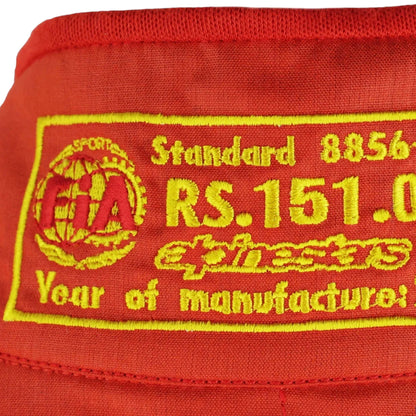 SPORT
FIA
Standard 8856-
RS.151.0
alpinestars
Year of manufacture: